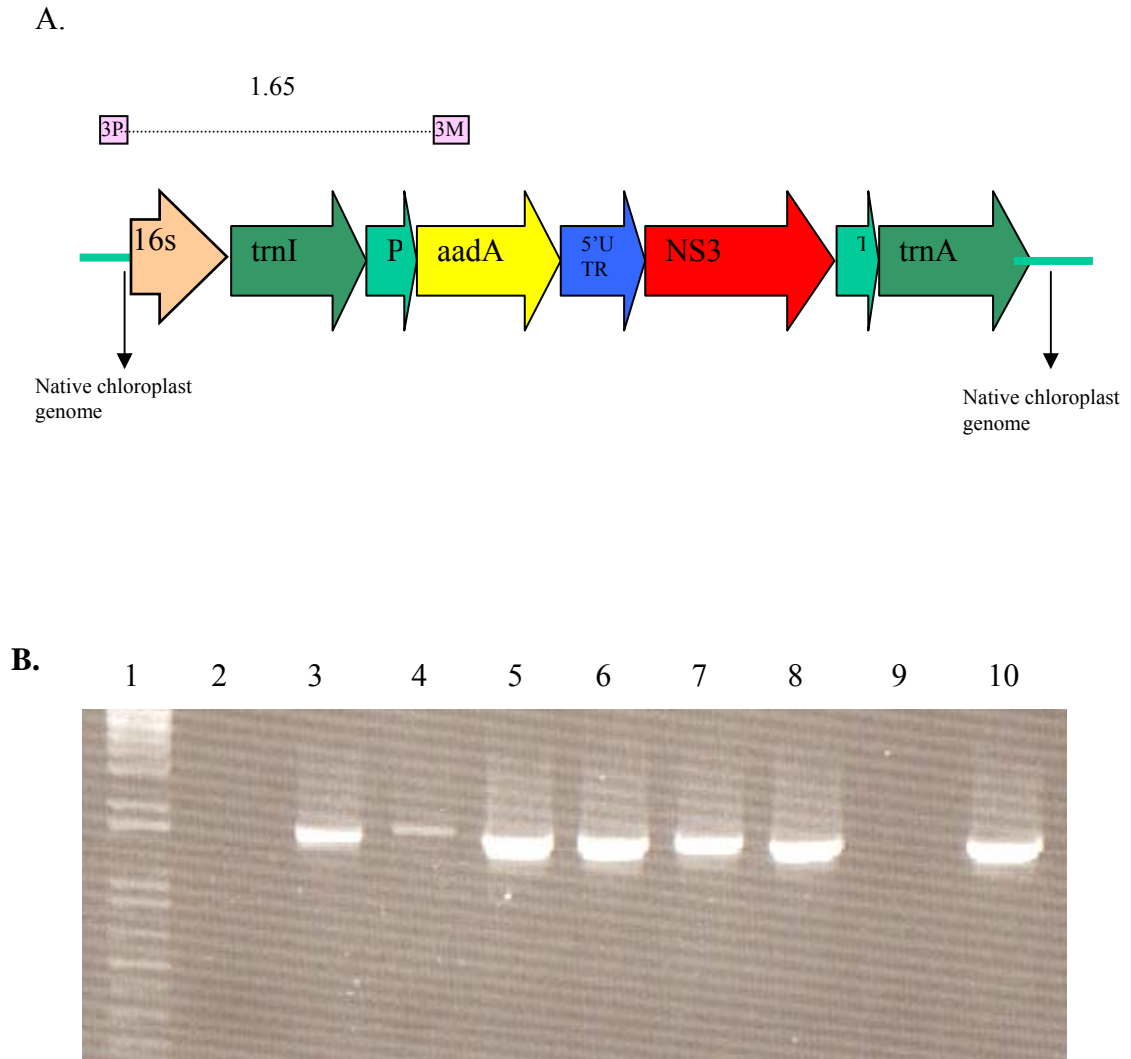 A.
1.65
3P 3M
16s trnI P aadA 5'U NS3 T trnA
TR
Native chloroplast
genome
Native chloroplast
genome
B.
1 2 3 4 5 6 7 8 9 10